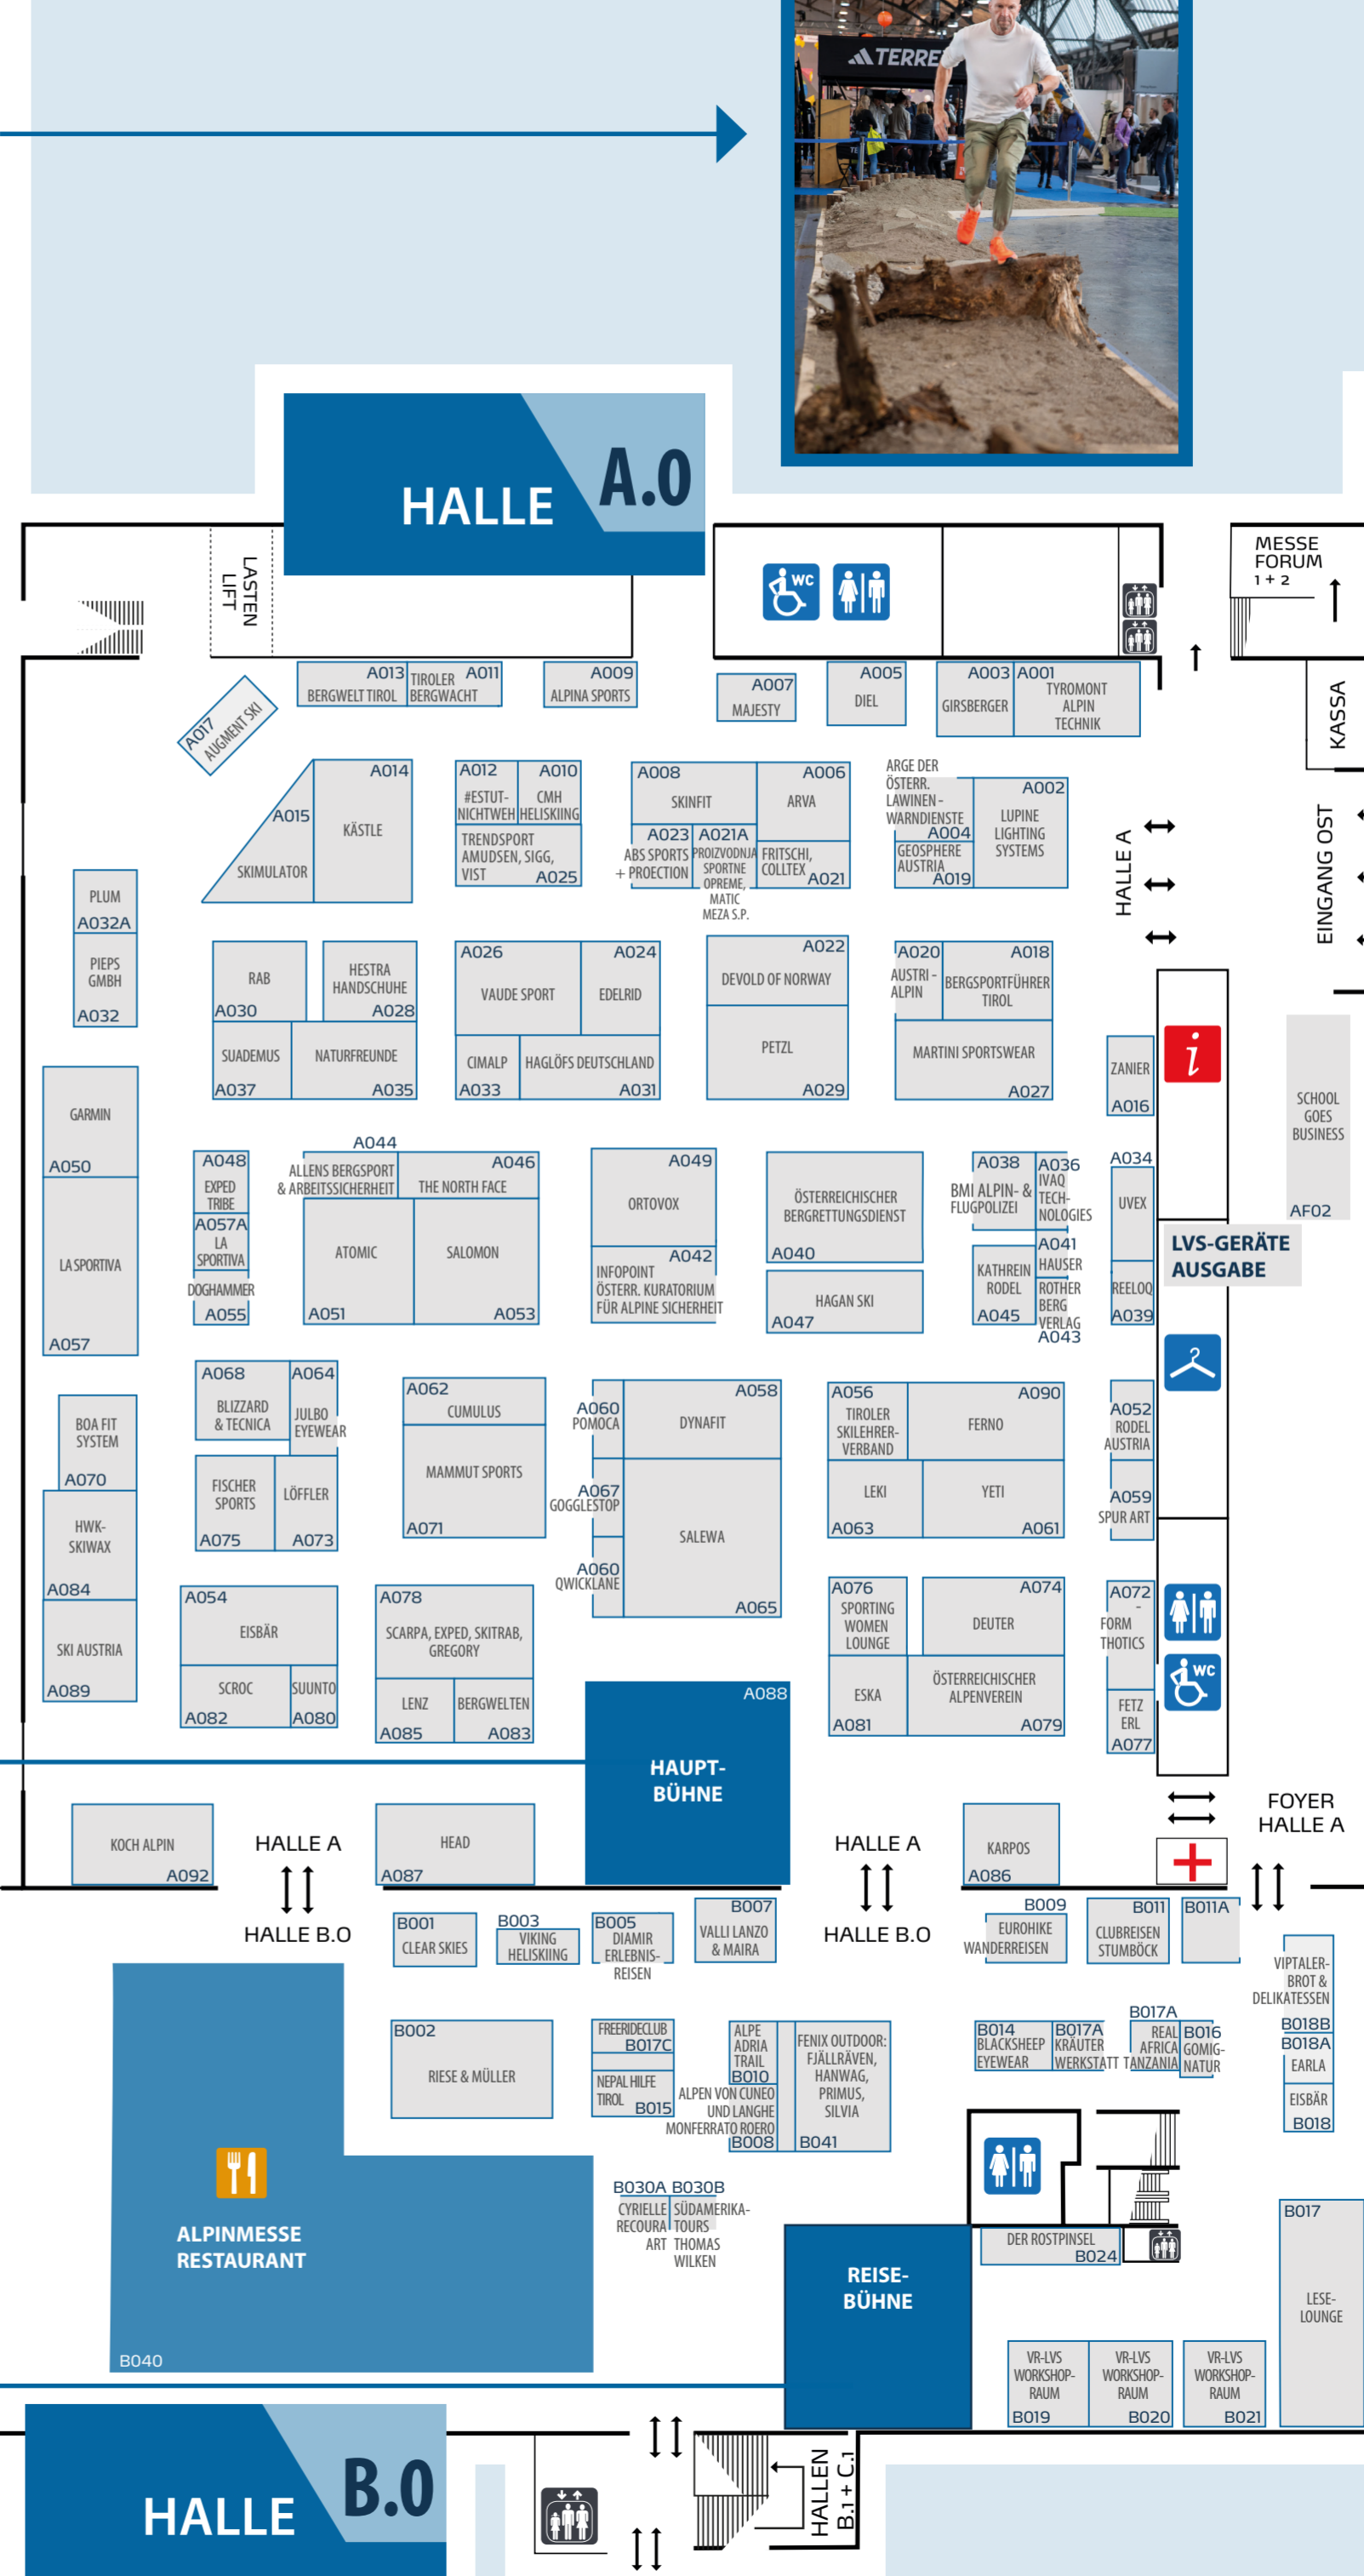 TERRE
HALLE
A.0
LASTEN
LIFT
WC
MESSE
FORUM
1 + 2
KASSA
EINGANG OST
A013
BERGWELT TIROL
A011
TIROLER
BERGWACHT
A009
ALPINA SPORTS
A007
MAJESTY
A005
DIEL
A003
GIRSBERGER
A001
TYROMONT
ALPIN
TECHNIK
A017
AUGMENT SKI
A014
KÄSTLE
A015
SKIMULATOR
A012
#ESTUT-
NICHTWEH
A010
CMH
HELISKIING
TRENDSPORT
AMUDSEN, SIGG,
VIST
A025
A008
SKINFIT
A006
ARVA
A023
ABS SPORTS
+ PROECTION
A021A
PROIZVODNJA
SPORTNE
OPREME,
MATIC
MEZA S.P.
FRITSCHI,
COLLTEX
A021
ARGE DER
ÖSTERR.
LAWINEN-
WARNDIENSTE
A004
GEOSPHERE
AUSTRIA
A019
A002
LUPINE
LIGHTING
SYSTEMS
HALLE A
PLUM
A032A
PIEPS
GMBH
A032
RAB
A030
HESTRA
HANDSCHUHE
A028
SUADEMUS
A037
NATURFREUNDE
A035
A026
VAUDE SPORT
A024
EDELRID
CIMALP
A033
HAGLÖFS DEUTSCHLAND
A031
A022
DEVOLD OF NORWAY
PETZL
A029
A020
AUSTRI-
ALPIN
A018
BERGSPORTFÜHRER
TIROL
MARTINI SPORTSWEAR
A027
ZANIER
A016
i
SCHOOL
GOES
BUSINESS
AF02
GARMIN
A050
LA SPORTIVA
A057
A048
EXPED
TRIBE
A057A
LA
SPORTIVA
DOGHAMMER
A055
A044
ALLENS BERGSPORT
& ARBEITSSICHERHEIT
A046
THE NORTH FACE
ATOMIC
A051
SALOMON
A053
A049
ORTOVOX
A042
INFOPOINT
ÖSTERR. KURATORIUM
FÜR ALPINE SICHERHEIT
ÖSTERREICHISCHER
BERGRETTUNGSDIENST
A040
HAGAN SKI
A047
A038
BMI ALPIN- &
FLUGPOLIZEI
A036
IVAQ
TECH-
NOLOGIES
A041
HAUSER
KATHREIN
RODEL
A045
ROTHER
BERG
VERLAG
A043
A034
UVEX
REELOQ
A039
LVS-GERÄTE
AUSGABE
BOA FIT
SYSTEM
A070
HWK-
SKIWAX
A084
SKI AUSTRIA
A089
A068
BLIZZARD
& TECNICA
A064
JULBO
EYEWEAR
FISCHER
SPORTS
A075
LÖFFLER
A073
A062
CUMULUS
MAMMUT SPORTS
A071
A060
POMOCA
A058
DYNAFIT
A067
GOGGLESTOP
A060
QWICKLANE
SALEWA
A065
A056
TIROLER
SKILEHRER-
VERBAND
A090
FERNO
LEKI
A063
YETI
A061
A052
RODEL
AUSTRIA
A059
SPUR ART
A054
EISBÄR
SCROC
A082
SUUNTO
A080
A078
SCARPA, EXPED, SKITRAB,
GREGORY
LENZ
A085
BERGWELTEN
A083
A088
HAUPT-
BÜHNE
A076
SPORTING
WOMEN
LOUNGE
A074
DEUTER
ESKA
A081
ÖSTERREICHISCHER
ALPENVEREIN
A079
A072
-
FORM
THOTICS
FETZ
ERL
A077
WC
KOCH ALPIN
A092
HALLE A
HALLE B.0
HEAD
A087
HALLE A
HALLE B.0
KARPOS
A086
FOYER
HALLE A
B001
CLEAR SKIES
B003
VIKING
HELISKIING
B005
DIAMIR
ERLEBNIS-
REISEN
B007
VALLI LANZO
& MAIRA
B009
EUROHIKE
WANDERREISEN
B011
CLUBREISEN
STUMBÖCK
B011A
VIPTALER-
BROT &
DELIKATESSEN
B018B
B018A
EARLA
EISBÄR
B018
B002
RIESE & MÜLLER
FREERIDECLUB
B017C
NEPAL HILFE
TIROL
B015
ALPE
ADRIA
TRAIL
B010
ALPEN VON CUNEO
UND LANGHE
MONFERRATO ROERO
B008
FENIX OUTDOOR:
FJÄLLRÄVEN,
HANWAG,
PRIMUS,
SILVIA
B041
B014
BLACKSHEEP
EYEWEAR
B017A
KRÄUTER
WERKSTATT
B017A
REAL
AFRICA
TANZANIA
B016
GOMIG-
NATUR
B030A
CYRIELLE
RECOURA
ART
B030B
SÜDAMERIKA-
TOURS
THOMAS
WILKEN
ALPINMESSE
RESTAURANT
B040
REISE-
BÜHNE
DER ROSTPINSEL
B024
B017
LESE-
LOUNGE
VR-LVS
WORKSHOP-
RAUM
B019
VR-LVS
WORKSHOP-
RAUM
B020
VR-LVS
WORKSHOP-
RAUM
B021
HALLE
B.0
HALLEN
B.1 + C.1